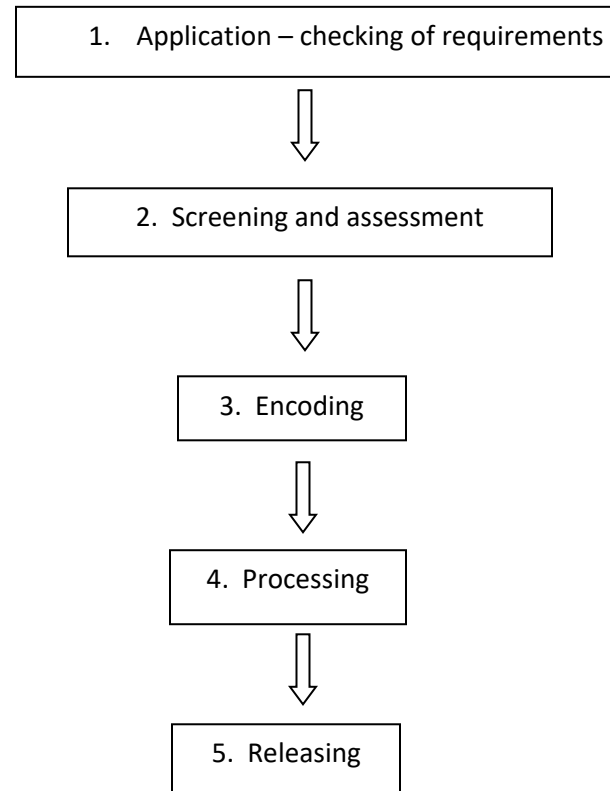 1. Application – checking of requirements
2. Screening and assessment
3. Encoding
4. Processing
5. Releasing